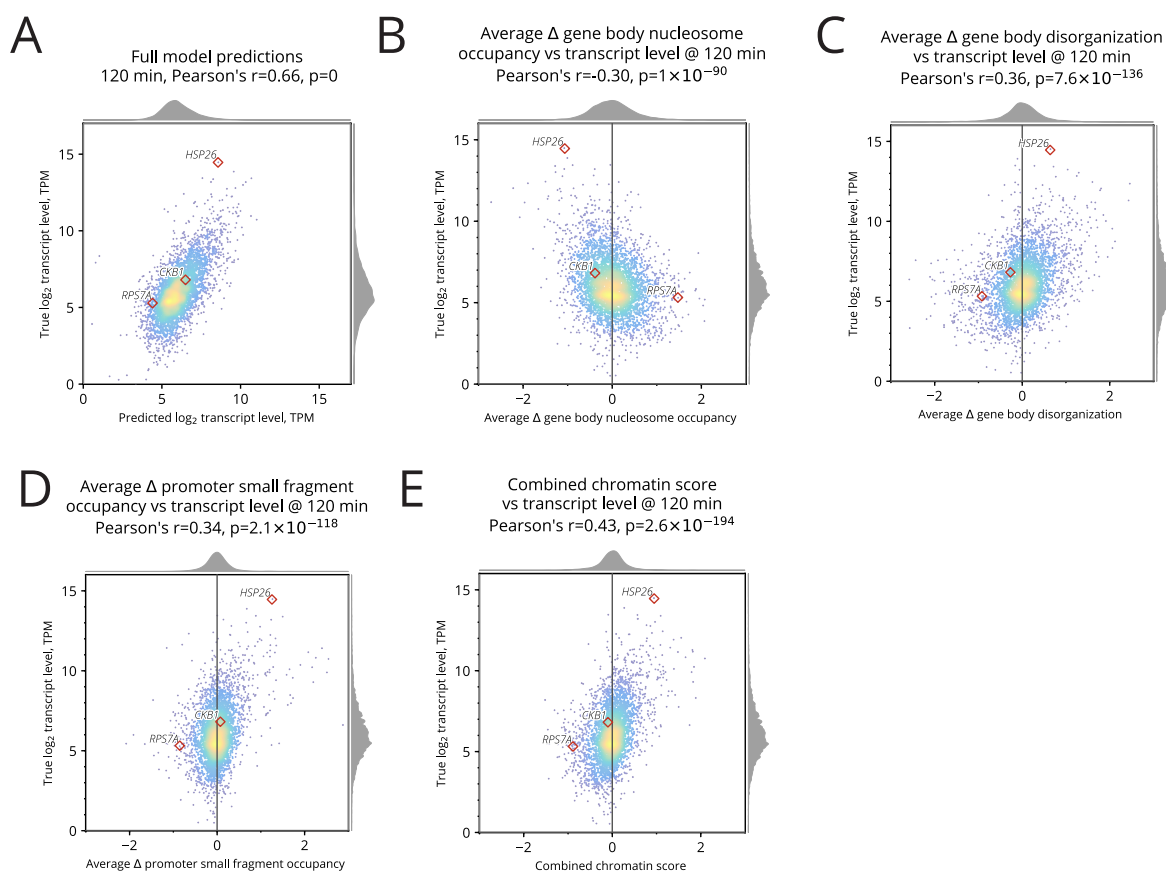 A
Full model predictions
120 min, Pearson's r=0.66, p=0
True log₂ transcript level, TPM
15
10
5
0
HSP26
CKB1
RPS7A
0 5 10 15
Predicted log₂ transcript level, TPM
B
Average Δ gene body nucleosome
occupancy vs transcript level @ 120 min
Pearson's r=-0.30, p=1×10⁻⁹⁰
True log₂ transcript level, TPM
15
10
5
0
HSP26
CKB1
RPS7A
−2 0 2
Average Δ gene body nucleosome occupancy
C
Average Δ gene body disorganization
vs transcript level @ 120 min
Pearson's r=0.36, p=7.6×10⁻¹³⁶
True log₂ transcript level, TPM
15
10
5
0
HSP26
CKB1
RPS7A
−2 0 2
Average Δ gene body disorganization
D
Average Δ promoter small fragment
occupancy vs transcript level @ 120 min
Pearson's r=0.34, p=2.1×10⁻¹¹⁸
True log₂ transcript level, TPM
15
10
5
0
HSP26
CKB1
RPS7A
−2 0 2
Average Δ promoter small fragment occupancy
E
Combined chromatin score
vs transcript level @ 120 min
Pearson's r=0.43, p=2.6×10⁻¹⁹⁴
True log₂ transcript level, TPM
15
10
5
0
HSP26
CKB1
RPS7A
−2 0 2
Combined chromatin score